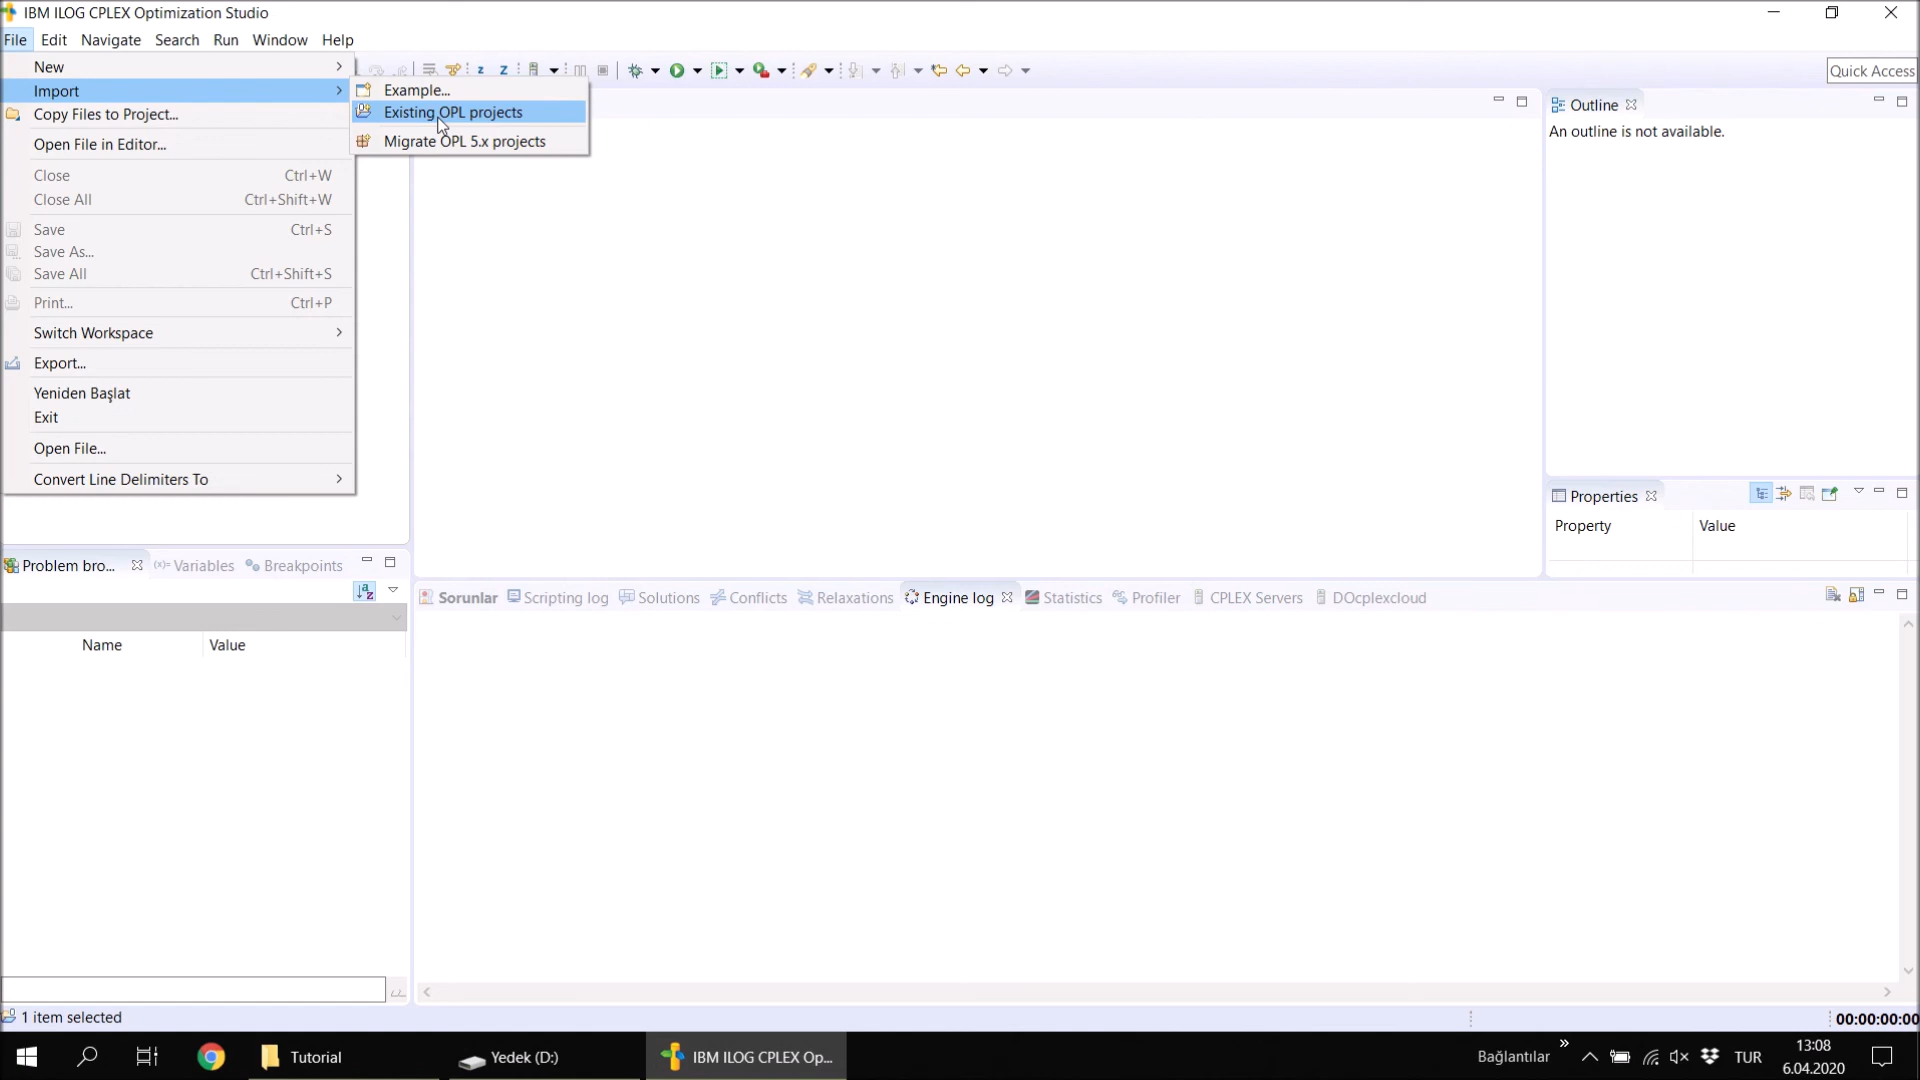 IBM ILOG CPLEX Optimization Studio
File Edit Navigate Search Run Window Help
New
Import
Copy Files to Project...
Open File in Editor...
Close Ctrl+W
Close All Ctrl+Shift+W
Save Ctrl+S
Save As...
Save All Ctrl+Shift+S
Print... Ctrl+P
Switch Workspace
Export...
Yeniden Başlat
Exit
Open File...
Convert Line Delimiters To
Example...
Existing OPL projects
Migrate OPL 5.x projects
Quick Access
Outline
An outline is not available.
Properties
Property Value
Problem bro... (x)= Variables Breakpoints
Name Value
Sorunlar Scripting log Solutions Conflicts Relaxations Engine log Statistics Profiler CPLEX Servers DOcplexcloud
1 item selected
00:00:00:00
Tutorial Yedek (D:) IBM ILOG CPLEX Op...
Bağlantılar TUR 13:08
6.04.2020